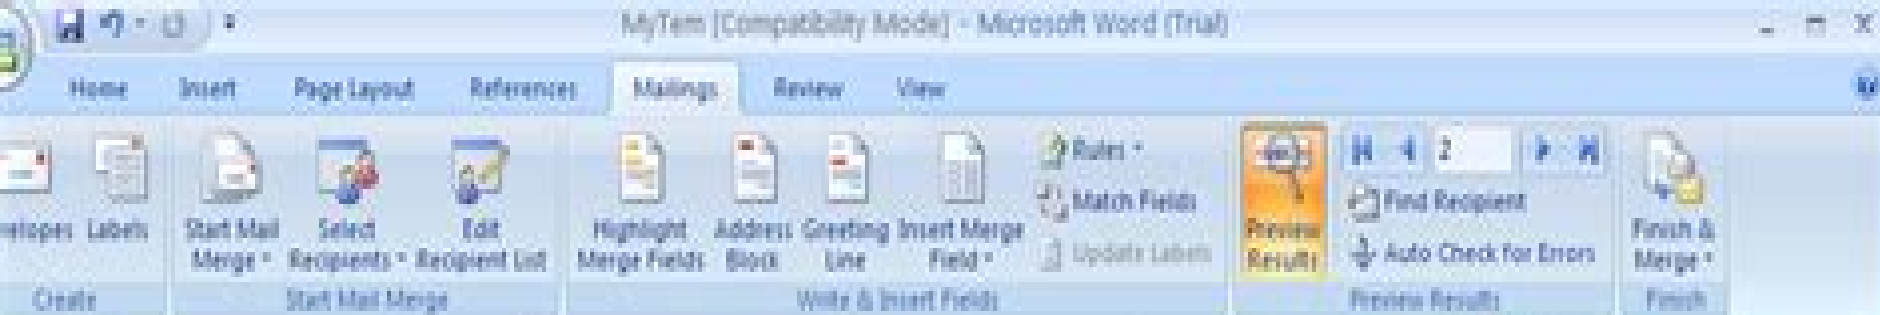 MyTem [Compatibility Mode] - Microsoft Word (Trial)
Home Insert Page Layout References Mailings Review View
Rules 2
Match Fields Find Recipient
velopes Labels Start Mail Select Edit Highlight Address Greeting Insert Merge Preview Finish &
Merge Recipients Recipient List Merge Fields Block Line Field Update Labels Results Auto Check for Errors Merge
Create Start Mail Merge Write & Insert Fields Preview Results Finish